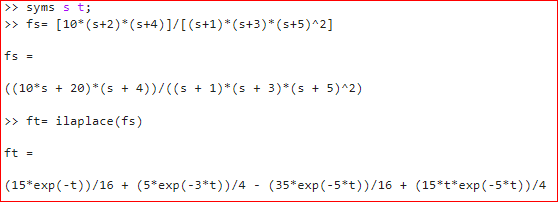 >> syms s t;
>> fs= [10*(s+2)*(s+4)]/[(s+1)*(s+3)*(s+5)^2]
fs =
((10*s + 20)*(s + 4))/((s + 1)*(s + 3)*(s + 5)^2)
>> ft= ilaplace(fs)
ft =
(15*exp(-t))/16 + (5*exp(-3*t))/4 - (35*exp(-5*t))/16 + (15*t*exp(-5*t))/4